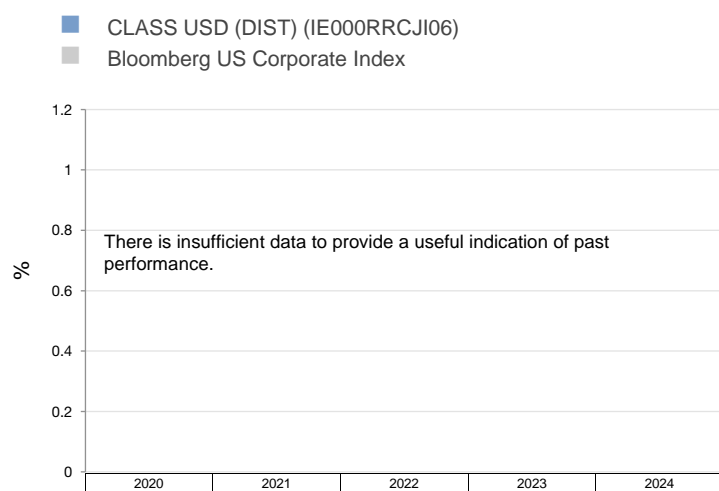 CLASS USD (DIST) (IE000RRCJI06)
Bloomberg US Corporate Index
1.2
1
0.8
There is insufficient data to provide a useful indication of past
performance.
%
0.6
0.4
0.2
0
2020 2021 2022 2023 2024